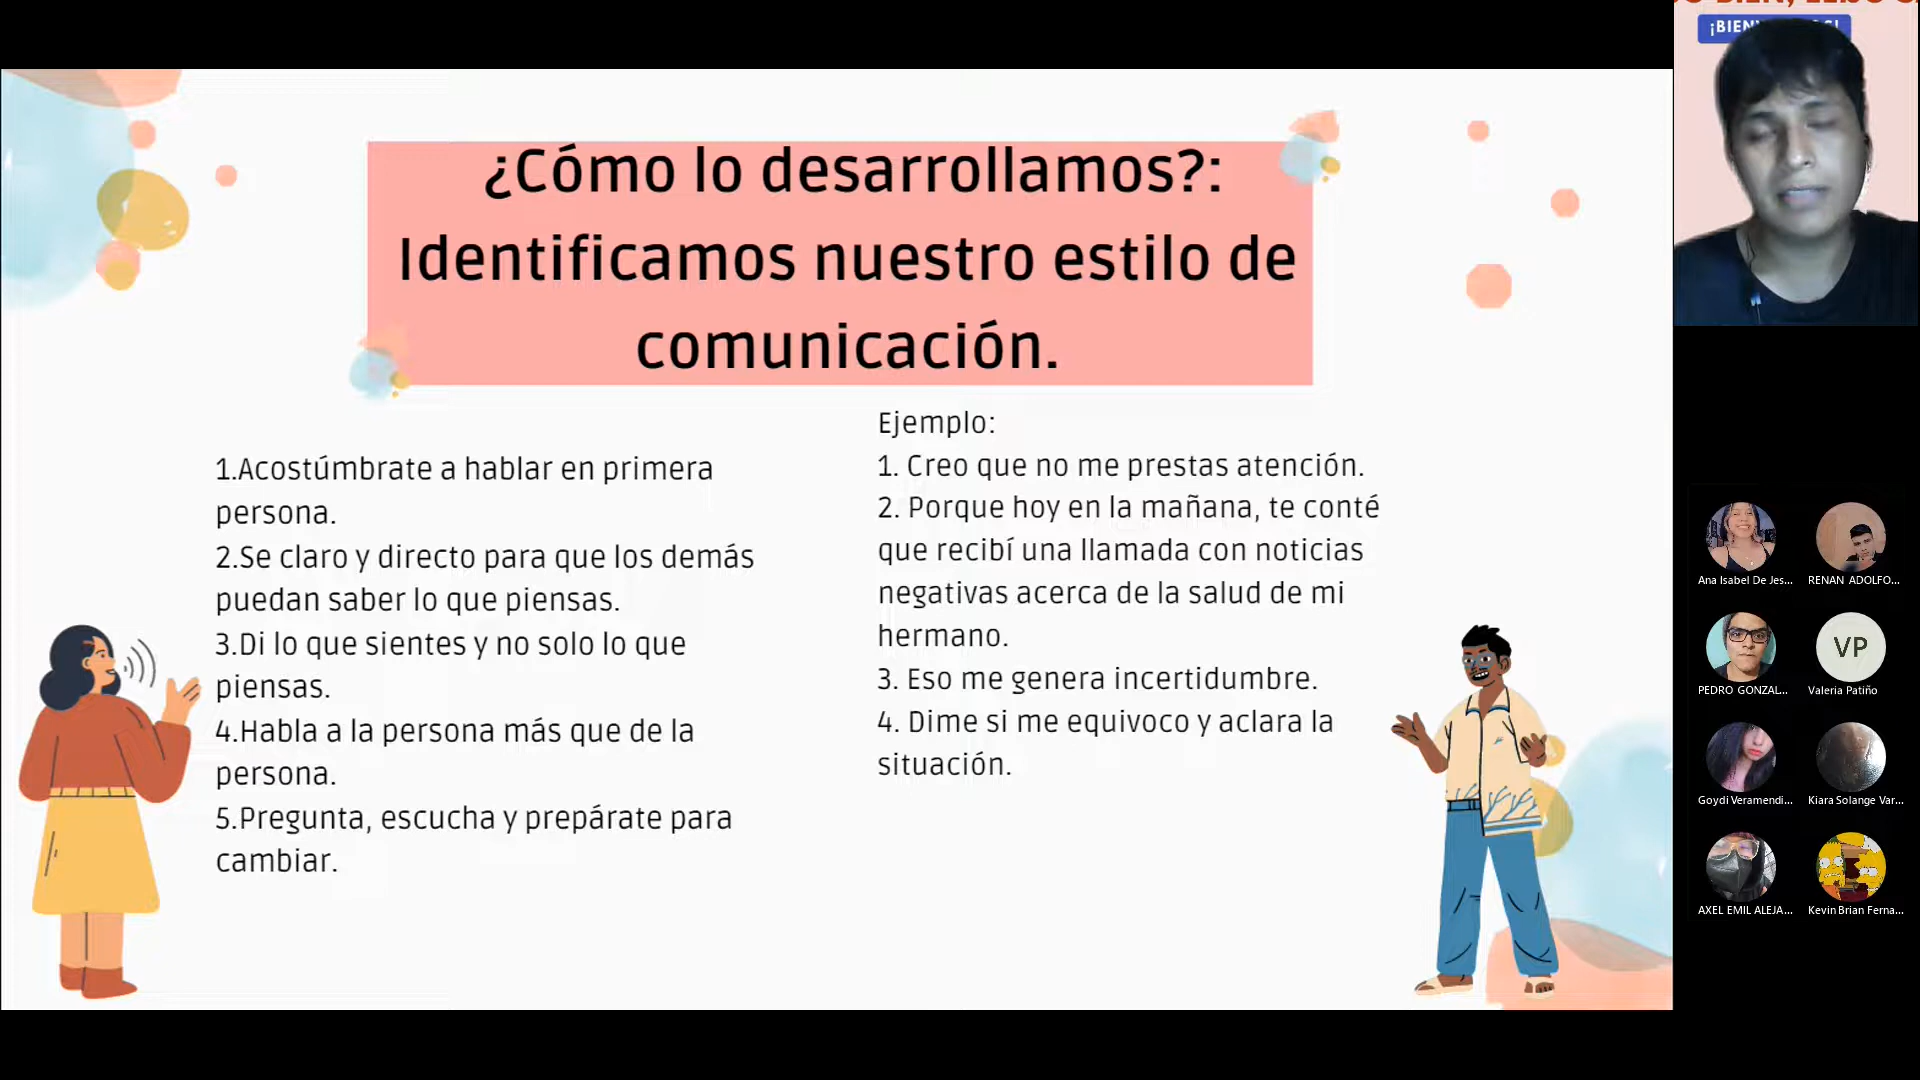 ¿Cómo lo desarrollamos?:
Identificamos nuestro estilo de
comunicación.
1.Acostúmbrate a hablar en primera
persona.
2.Se claro y directo para que los demás
puedan saber lo que piensas.
3.Di lo que sientes y no solo lo que
piensas.
4.Habla a la persona más que de la
persona.
5.Pregunta, escucha y prepárate para
cambiar.
Ejemplo:
1. Creo que no me prestas atención.
2. Porque hoy en la mañana, te conté
que recibí una llamada con noticias
negativas acerca de la salud de mi
hermano.
3. Eso me genera incertidumbre.
4. Dime si me equivoco y aclara la
situación.
Ana Isabel De Jes...
RENAN ADOLFO...
PEDRO GONZAL...
VP
Valeria Patiño
Goydi Veramendi...
Kiara Solange Var...
AXEL EMIL ALEJA...
Kevin Brian Ferna...